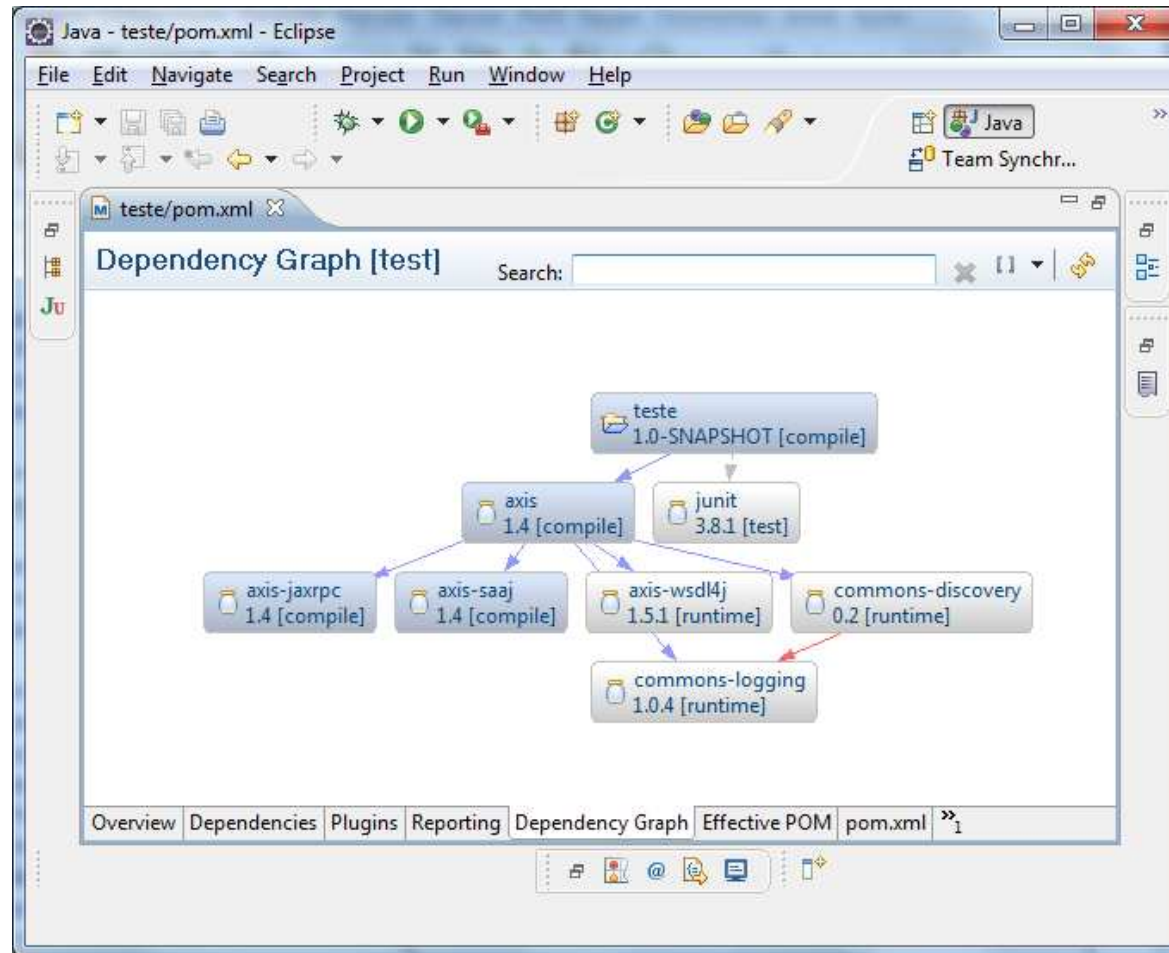 Java - teste/pom.xml - Eclipse
File Edit Navigate Search Project Run Window Help
Java
Team Synchr...
teste/pom.xml
Dependency Graph [test]
Search:
Ju
teste
1.0-SNAPSHOT [compile]
axis
1.4 [compile]
junit
3.8.1 [test]
axis-jaxrpc
1.4 [compile]
axis-saaj
1.4 [compile]
axis-wsdl4j
1.5.1 [runtime]
commons-discovery
0.2 [runtime]
commons-logging
1.0.4 [runtime]
Overview Dependencies Plugins Reporting Dependency Graph Effective POM pom.xml »1